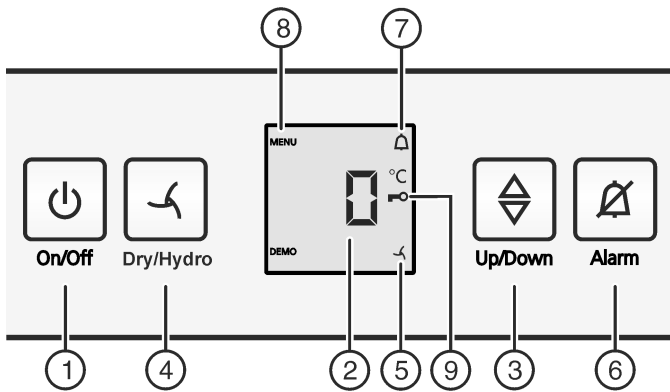 8 7
MENU
0 °C
DEMO
On/Off Dry/Hydro Up/Down Alarm
1 4 2 5 9 3 6